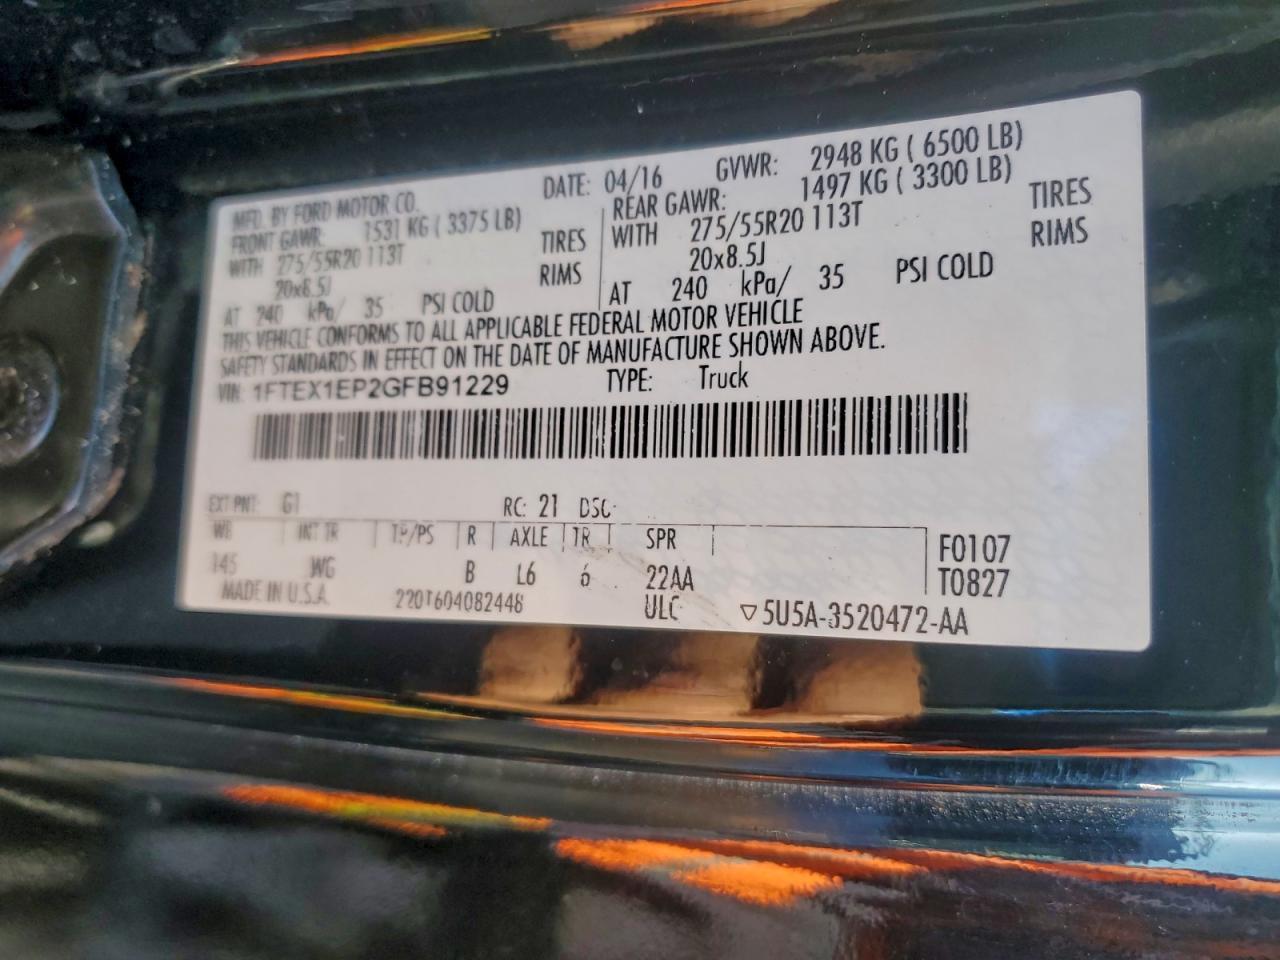 MFD. BY FORD MOTOR CO. DATE: 04/16 GVWR: 2948 KG ( 6500 LB)
FRONT GAWR: 1531 KG ( 3375 LB) REAR GAWR: 1497 KG ( 3300 LB)
WITH 275/55R20 113T TIRES WITH 275/55R20 113T TIRES
20x8.5J RIMS 20x8.5J RIMS
AT 240 kPa/ 35 PSI COLD AT 240 kPa/ 35 PSI COLD
THIS VEHICLE CONFORMS TO ALL APPLICABLE FEDERAL MOTOR VEHICLE
SAFETY STANDARDS IN EFFECT ON THE DATE OF MANUFACTURE SHOWN ABOVE.
VIN: 1FTEX1EP2GFB91229 TYPE: Truck
EXT PNT: G1 RC: 21 DSO:
WB INT TR TP/PS R AXLE TR SPR F0107
145 WG B L6 6 22AA T0827
MADE IN U.S.A. 220T604082448 ULC ▽5U5A-3520472-AA